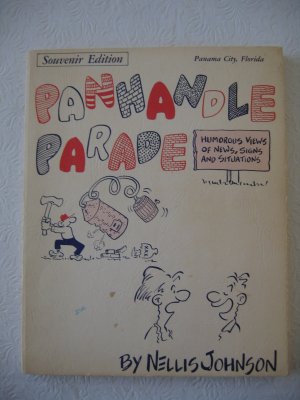 Souvenir Edition
Panama City, Florida
PANHANDLE
PARADE
HUMOROUS VIEWS
OF NEWS, SIGNS
AND SITUATIONS
BY NELLIS JOHNSON